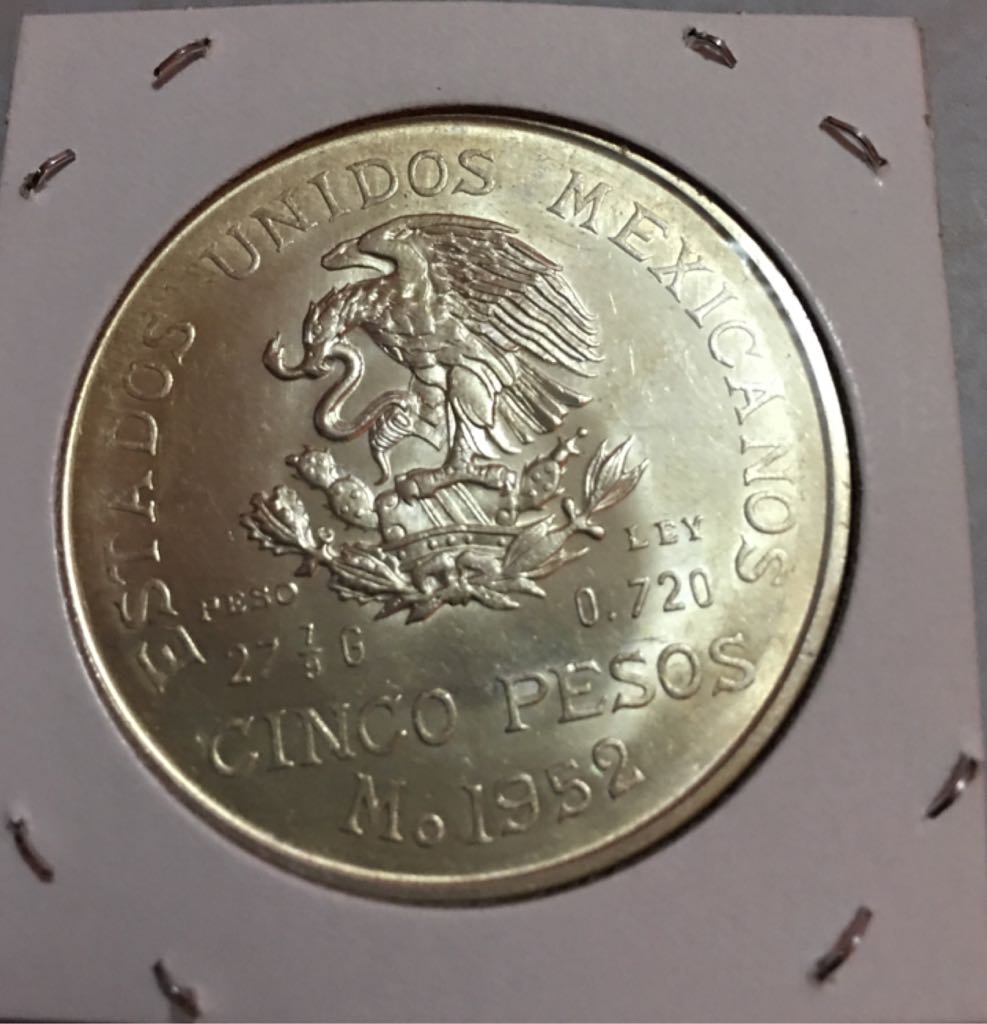 ESTADOS UNIDOS MEXICANOS
PESO
27 7/9 G
LEY
0.720
CINCO PESOS
Mo 1952